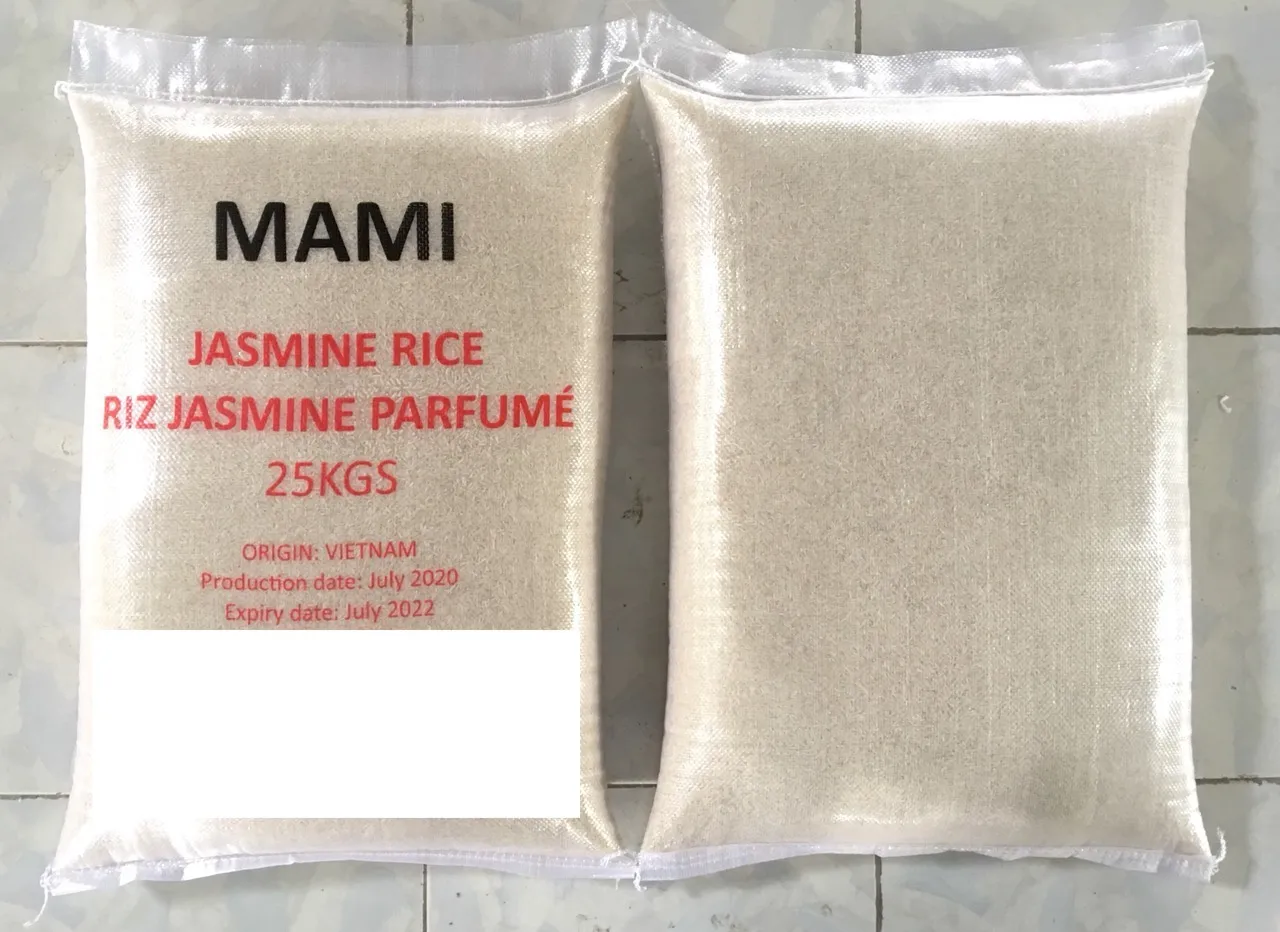 MAMI
JASMINE RICE
RIZ JASMINE PARFUMÉ
25KGS
ORIGIN: VIETNAM
Production date: July 2020
Expiry date: July 2022